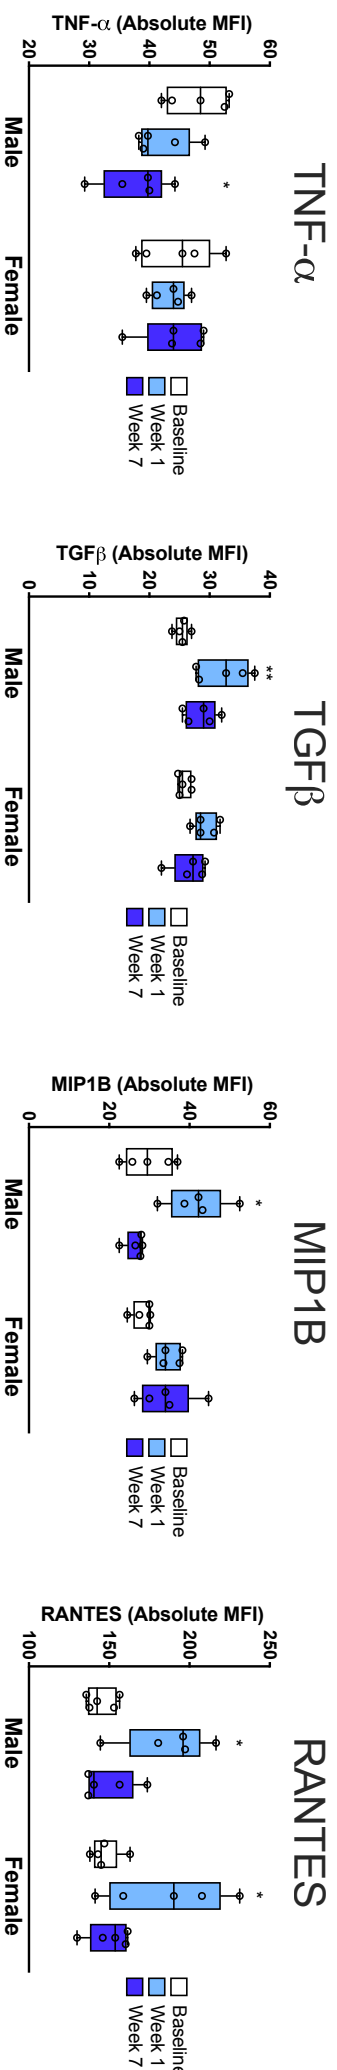 TNF-α
TNF-α (Absolute MFI)
60
50
40
30
20
*
Male
Female
Baseline
Week 1
Week 7
TGFβ
TGFβ (Absolute MFI)
40
30
20
10
0
**
Male
Female
Baseline
Week 1
Week 7
MIP1B
MIP1B (Absolute MFI)
60
40
20
0
*
Male
Female
Baseline
Week 1
Week 7
RANTES
RANTES (Absolute MFI)
250
200
150
100
*
*
Male
Female
Baseline
Week 1
Week 7